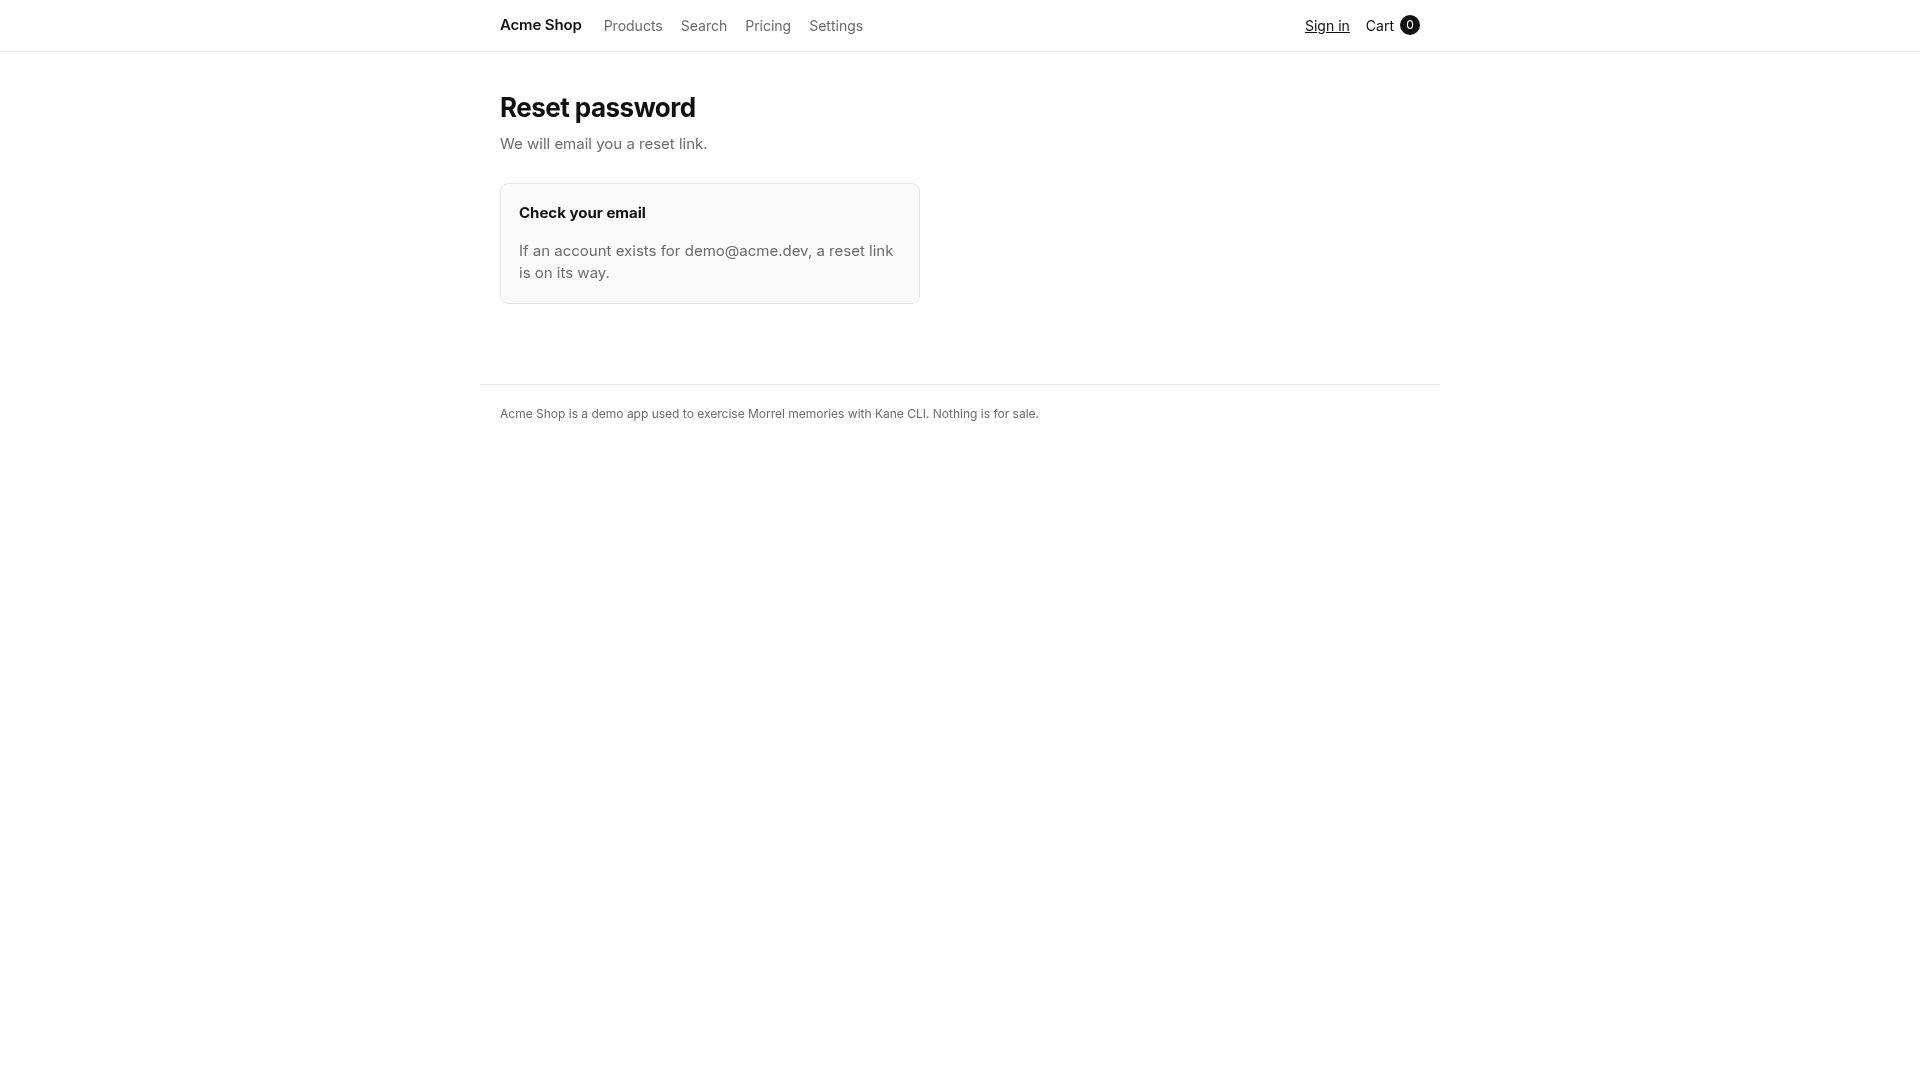 Acme Shop Products Search Pricing Settings Sign in Cart 0
Reset password
We will email you a reset link.
Check your email
If an account exists for demo@acme.dev, a reset link
is on its way.
Acme Shop is a demo app used to exercise Morrel memories with Kane CLI. Nothing is for sale.